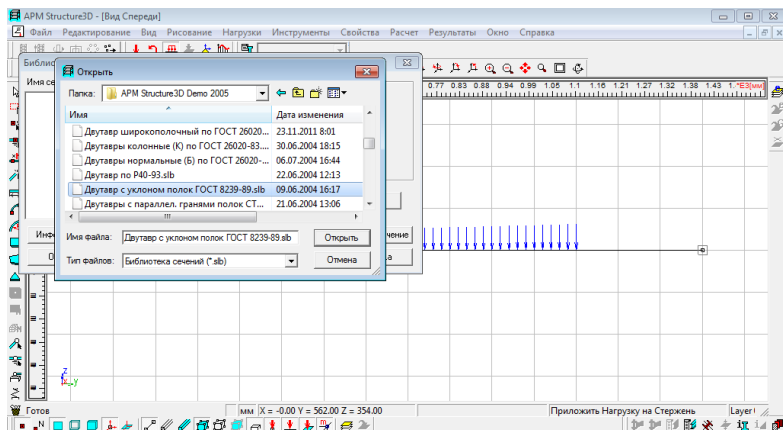 APM Structure3D - [Вид Спереди]
Файл Редактирование Вид Рисование Нагрузки Инструменты Свойства Расчет Результаты Окно Справка
Открыть
Папка: APM Structure3D Demo 2005
Имя Дата изменения
Двутавр широкополочный по ГОСТ 26020... 23.11.2011 8:01
Двутавры колонные (К) по ГОСТ 26020-83.... 30.06.2004 18:15
Двутавры нормальные (Б) по ГОСТ 26020-... 06.07.2004 16:44
Двутавр по Р40-93.slb 22.06.2004 12:13
Двутавр с уклоном полок ГОСТ 8239-89.slb 09.06.2004 16:17
Двутавры с параллел. гранями полок СТ... 21.06.2004 13:06
Имя файла: Двутавр с уклоном полок ГОСТ 8239-89.slb Открыть
Тип файлов: Библиотека сечений (*.slb) Отмена
0.77 0.83 0.88 0.94 0.99 1.05 1.1 1.16 1.21 1.27 1.32 1.38 1.43 1.*E3[мм]
Z
Y
Готов мм X = -0.00 Y = 562.00 Z = 354.00 Приложить Нагрузку на Стержень Layer
N